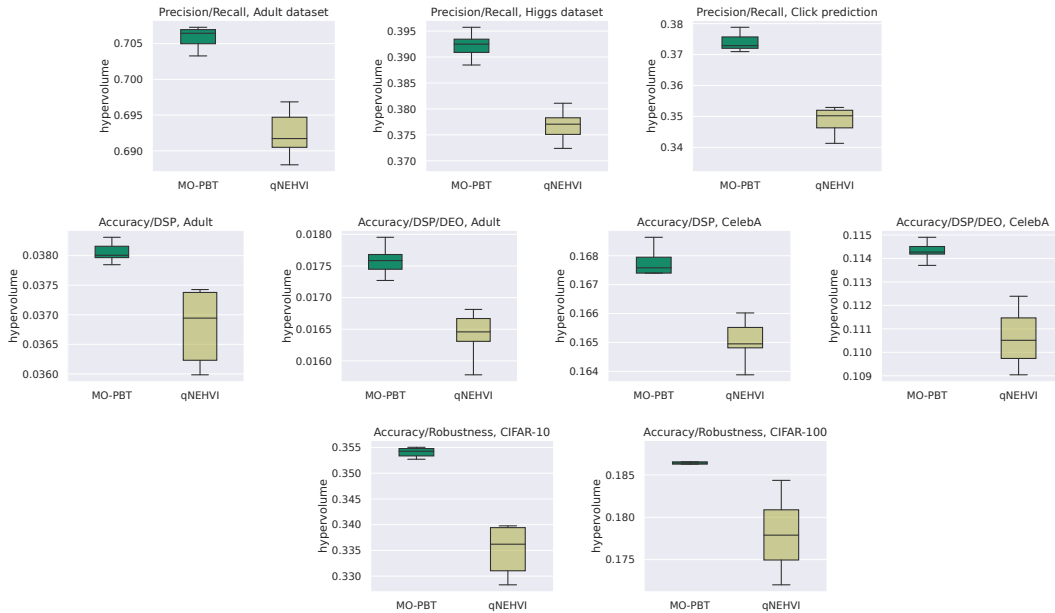 Precision/Recall, Adult dataset
hypervolume
0.705
0.700
0.695
0.690
MO-PBT qNEHVI
Precision/Recall, Higgs dataset
hypervolume
0.395
0.390
0.385
0.380
0.375
0.370
MO-PBT qNEHVI
Precision/Recall, Click prediction
hypervolume
0.38
0.37
0.36
0.35
0.34
MO-PBT qNEHVI
Accuracy/DSP, Adult
hypervolume
0.0380
0.0375
0.0370
0.0365
0.0360
MO-PBT qNEHVI
Accuracy/DSP/DEO, Adult
hypervolume
0.0180
0.0175
0.0170
0.0165
0.0160
MO-PBT qNEHVI
Accuracy/DSP, CelebA
hypervolume
0.168
0.167
0.166
0.165
0.164
MO-PBT qNEHVI
Accuracy/DSP/DEO, CelebA
hypervolume
0.115
0.114
0.113
0.112
0.111
0.110
0.109
MO-PBT qNEHVI
Accuracy/Robustness, CIFAR-10
hypervolume
0.355
0.350
0.345
0.340
0.335
0.330
MO-PBT qNEHVI
Accuracy/Robustness, CIFAR-100
hypervolume
0.185
0.180
0.175
MO-PBT qNEHVI